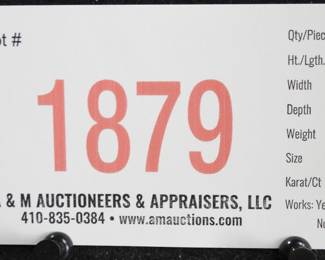 ot #
1879
& M AUCTIONEERS & APPRAISERS, LLC
410-835-0384 • www.amauctions.com
Qty/Piec
Ht./Lgth.
Width
Depth
Weight
Size
Karat/Ct
Works: Ye
No